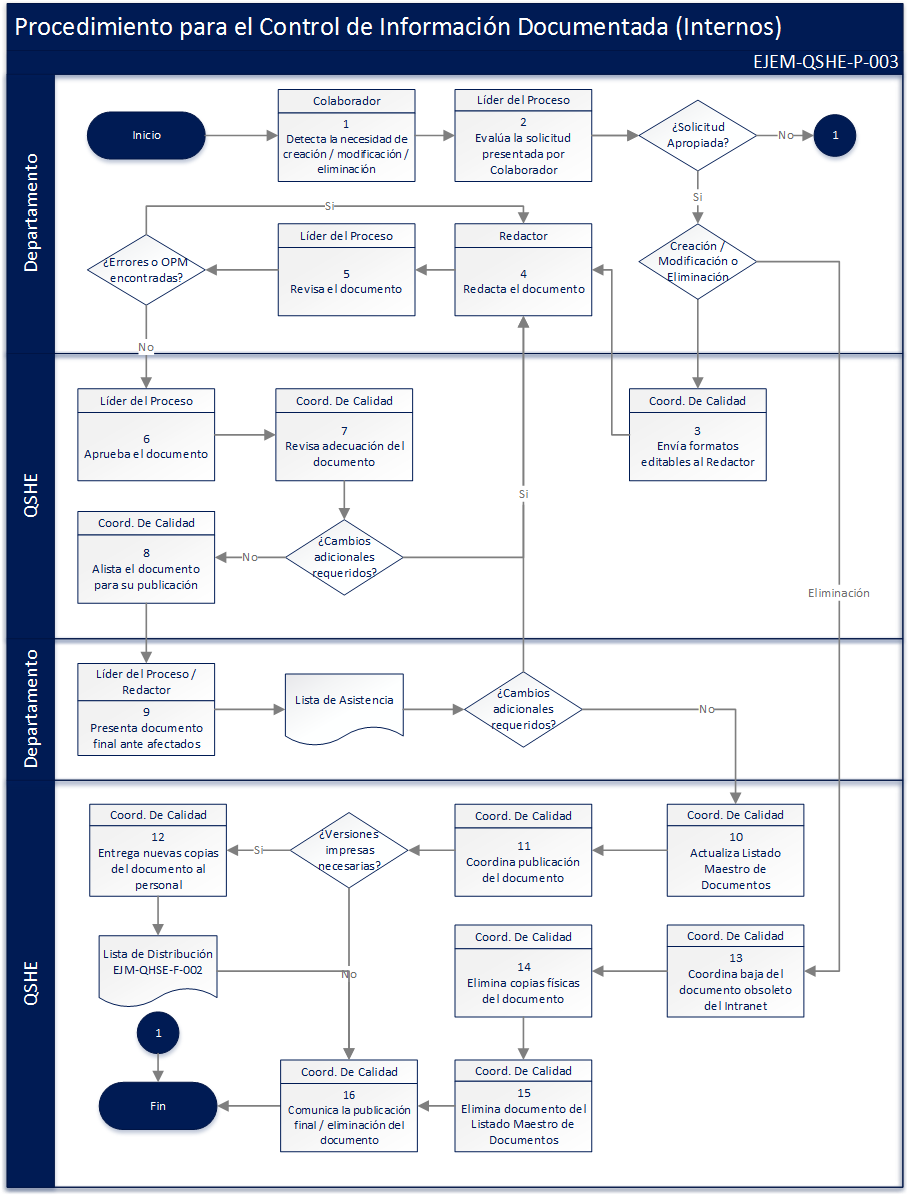 Procedimiento para el Control de Información Documentada (Internos)
EJEM-QSHE-P-003
Departamento
Inicio
Colaborador
1
Detecta la necesidad de
creación / modificación /
eliminación
Líder del Proceso
2
Evalúa la solicitud
presentada por
Colaborador
¿Solicitud
Apropiada?
No
1
Si
Si
¿Errores o OPM
encontradas?
Líder del Proceso
5
Revisa el documento
Redactor
4
Redacta el documento
Creación /
Modificación o
Eliminación
No
QSHE
Líder del Proceso
6
Aprueba el documento
Coord. De Calidad
7
Revisa adecuación del
documento
Coord. De Calidad
3
Envía formatos
editables al Redactor
Si
Coord. De Calidad
8
Alista el documento
para su publicación
No
¿Cambios
adicionales
requeridos?
Eliminación
Departamento
Líder del Proceso /
Redactor
9
Presenta documento
final ante afectados
Lista de Asistencia
¿Cambios
adicionales
requeridos?
No
QSHE
Coord. De Calidad
12
Entrega nuevas copias
del documento al
personal
Si
¿Versiones
impresas
necesarias?
Coord. De Calidad
11
Coordina publicación
del documento
Coord. De Calidad
10
Actualiza Listado
Maestro de
Documentos
Lista de Distribución
EJM-QHSE-F-002
No
Coord. De Calidad
14
Elimina copias físicas
del documento
Coord. De Calidad
13
Coordina baja del
documento obsoleto
del Intranet
1
Fin
Coord. De Calidad
16
Comunica la publicación
final / eliminación del
documento
Coord. De Calidad
15
Elimina documento del
Listado Maestro de
Documentos